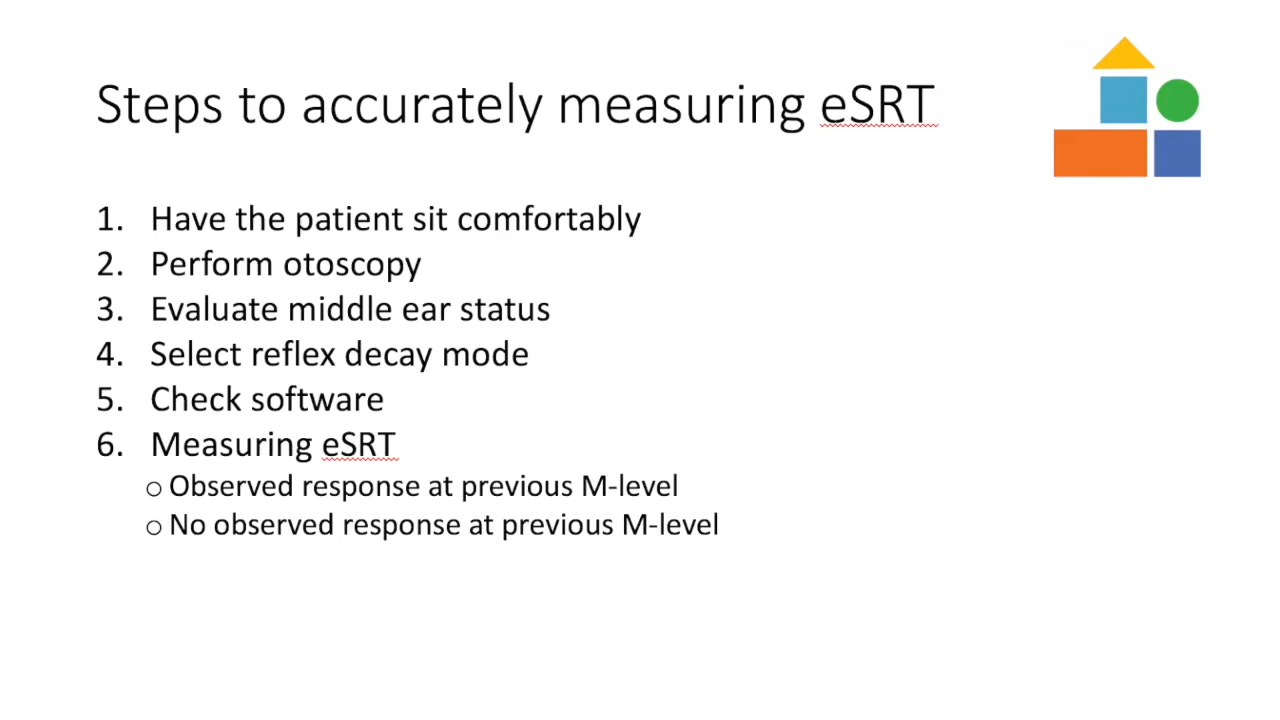 Steps to accurately measuring eSRT
1. Have the patient sit comfortably
2. Perform otoscopy
3. Evaluate middle ear status
4. Select reflex decay mode
5. Check software
6. Measuring eSRT
o Observed response at previous M-level
o No observed response at previous M-level